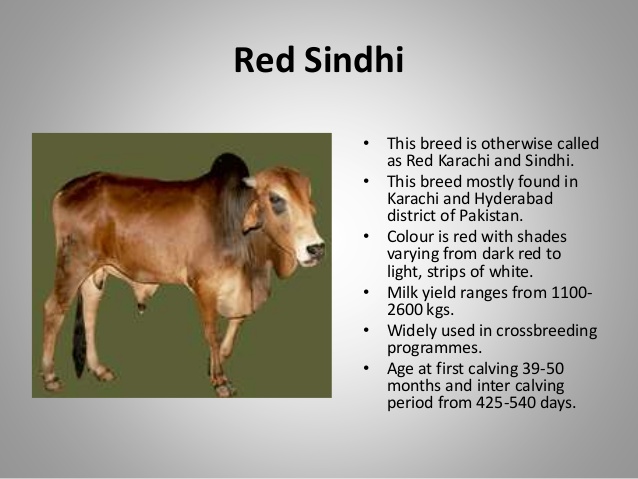 Red Sindhi
• This breed is otherwise called
as Red Karachi and Sindhi.
• This breed mostly found in
Karachi and Hyderabad
district of Pakistan.
• Colour is red with shades
varying from dark red to
light, strips of white.
• Milk yield ranges from 1100-
2600 kgs.
• Widely used in crossbreeding
programmes.
• Age at first calving 39-50
months and inter calving
period from 425-540 days.